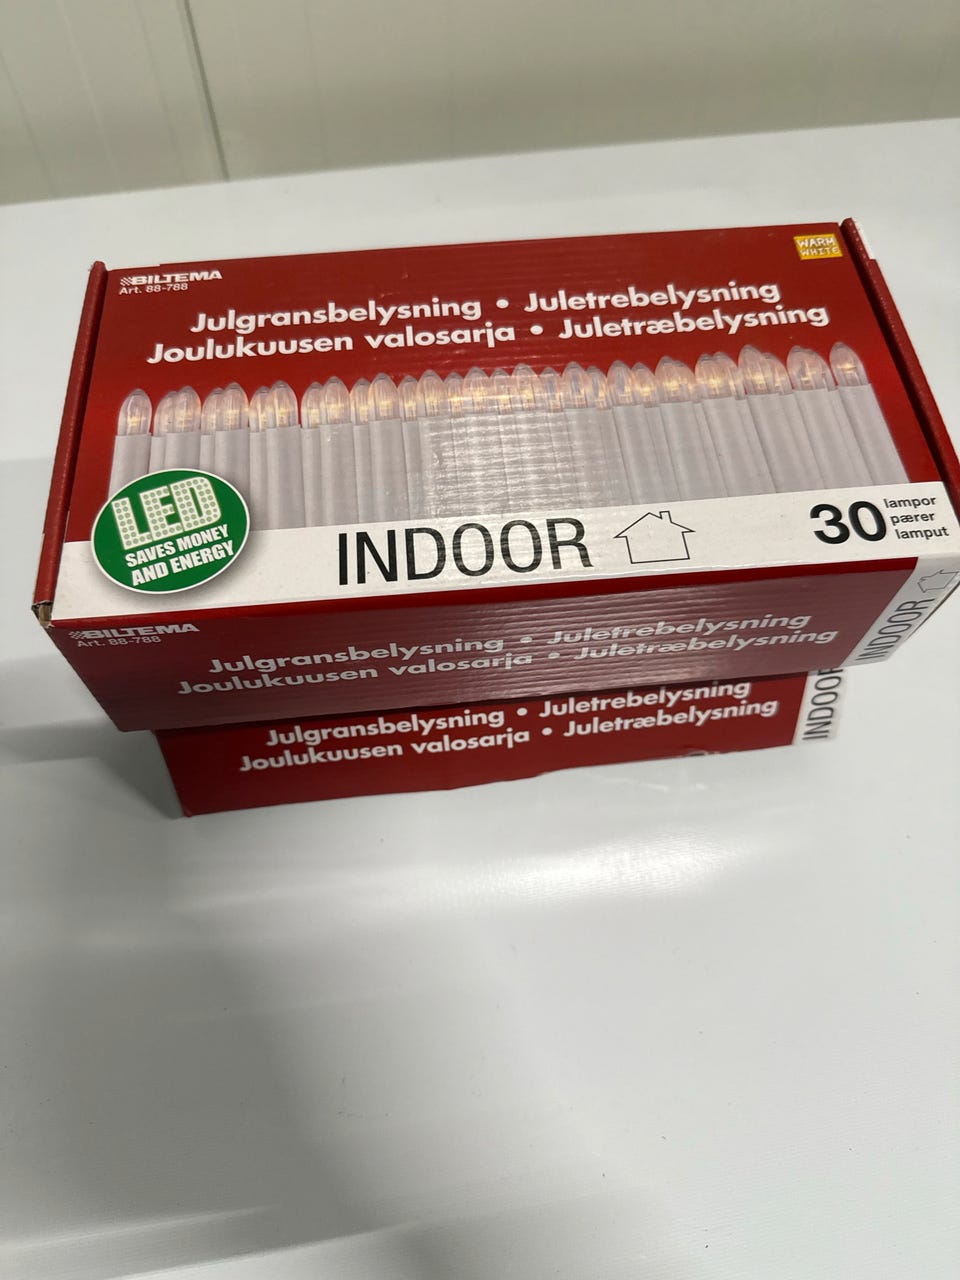 BILTEMA
Art. 88-788
WARM
WHITE
Julgransbelysning • Juletrebelysning
Joulukuusen valosarja • Juletræbelysning
LED
SAVES MONEY
AND ENERGY
INDOOR
30
lampor
pærer
lamput
BILTEMA
Art. 88-788
Julgransbelysning • Juletrebelysning
Joulukuusen valosarja • Juletræbelysning
INDOOR
Julgransbelysning • Juletrebelysning
Joulukuusen valosarja • Juletræbelysning
INDOOR